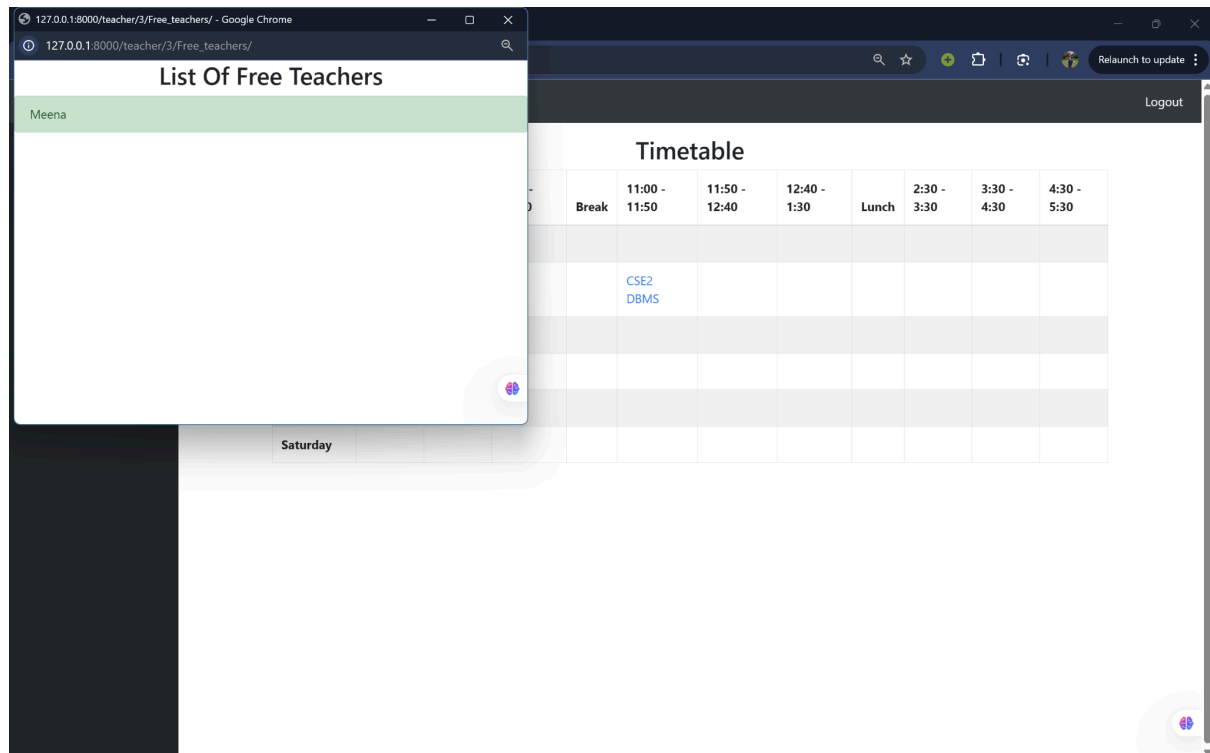 127.0.0.1:8000/teacher/3/Free_teachers/ - Google Chrome
127.0.0.1:8000/teacher/3/Free_teachers/
Relaunch to update
List Of Free Teachers
Meena
Logout
Timetable
Break
11:00 -
11:50
11:50 -
12:40
12:40 -
1:30
Lunch
2:30 -
3:30
3:30 -
4:30
4:30 -
5:30
CSE2
DBMS
Saturday